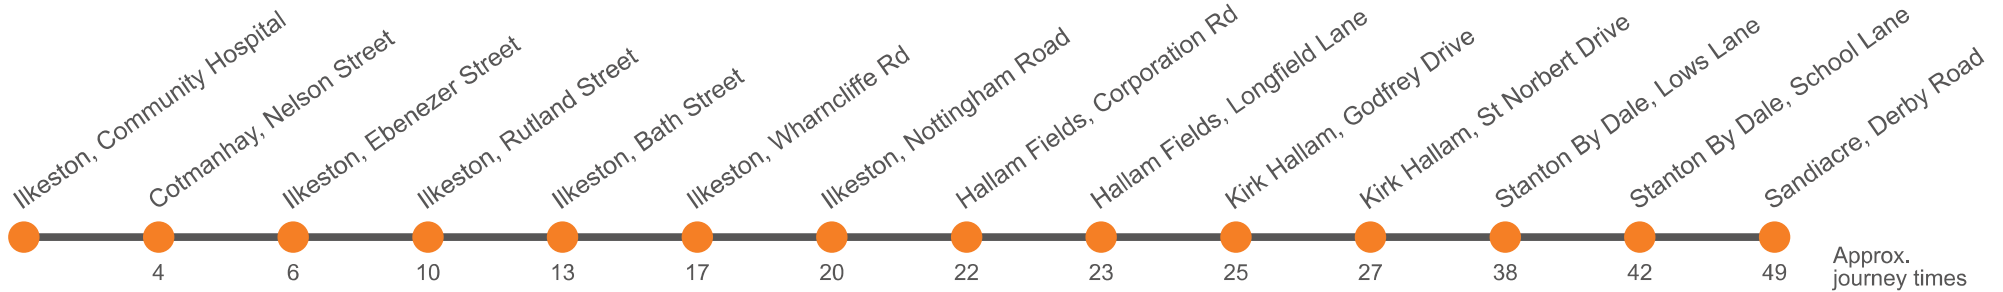 Ilkeston, Community Hospital
Cotmanhay, Nelson Street
Ilkeston, Ebenezer Street
Ilkeston, Rutland Street
Ilkeston, Bath Street
Ilkeston, Wharncliffe Rd
Ilkeston, Nottingham Road
Hallam Fields, Corporation Rd
Hallam Fields, Longfield Lane
Kirk Hallam, Godfrey Drive
Kirk Hallam, St Norbert Drive
Stanton By Dale, Lows Lane
Stanton By Dale, School Lane
Sandiacre, Derby Road
4
6
10
13
17
20
22
23
25
27
38
42
49
Approx.
journey times